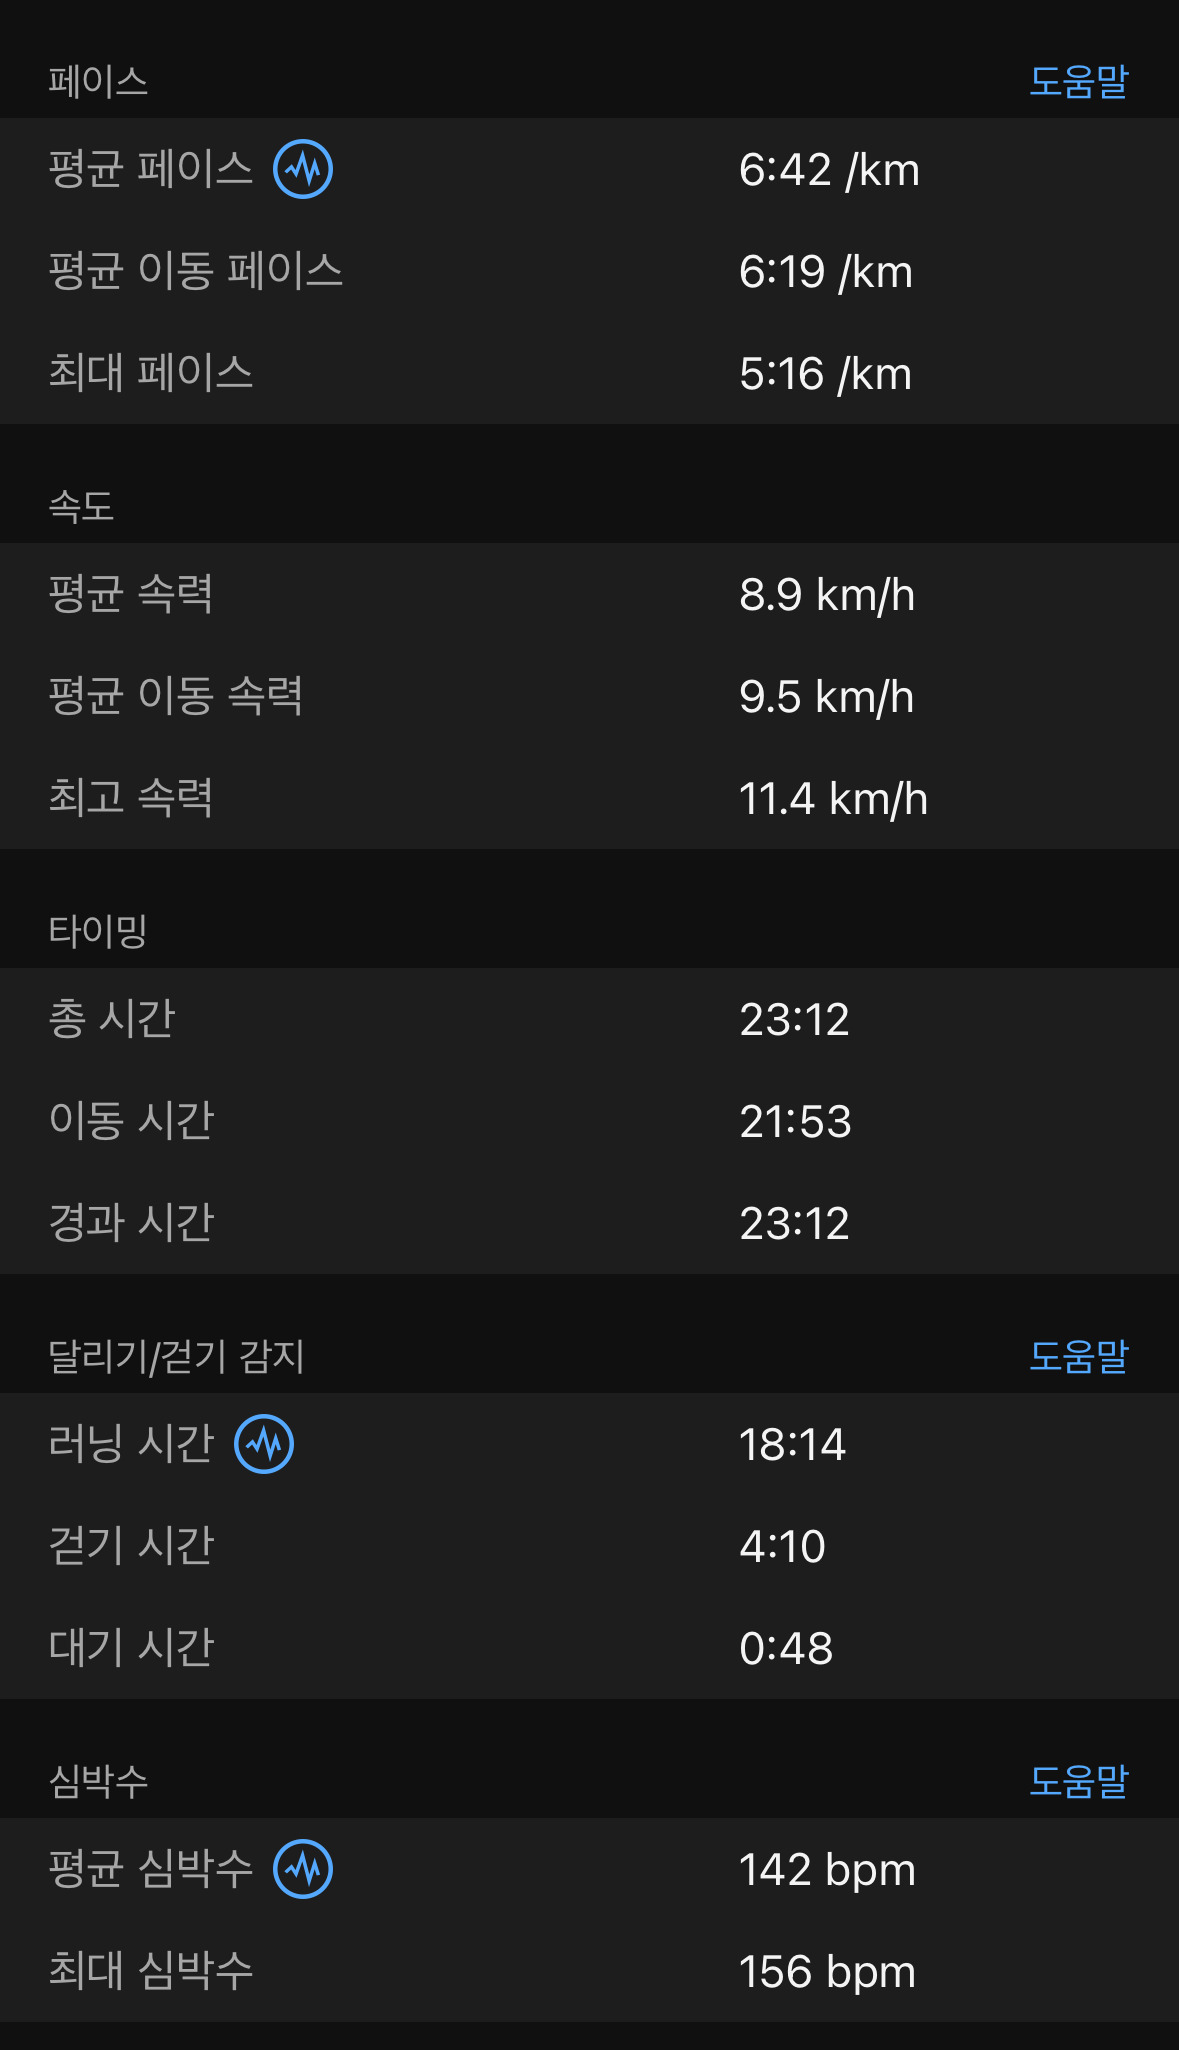 페이스 도움말
평균 페이스 6:42 /km
평균 이동 페이스 6:19 /km
최대 페이스 5:16 /km
속도
평균 속력 8.9 km/h
평균 이동 속력 9.5 km/h
최고 속력 11.4 km/h
타이밍
총 시간 23:12
이동 시간 21:53
경과 시간 23:12
달리기/걷기 감지 도움말
러닝 시간 18:14
걷기 시간 4:10
대기 시간 0:48
심박수 도움말
평균 심박수 142 bpm
최대 심박수 156 bpm